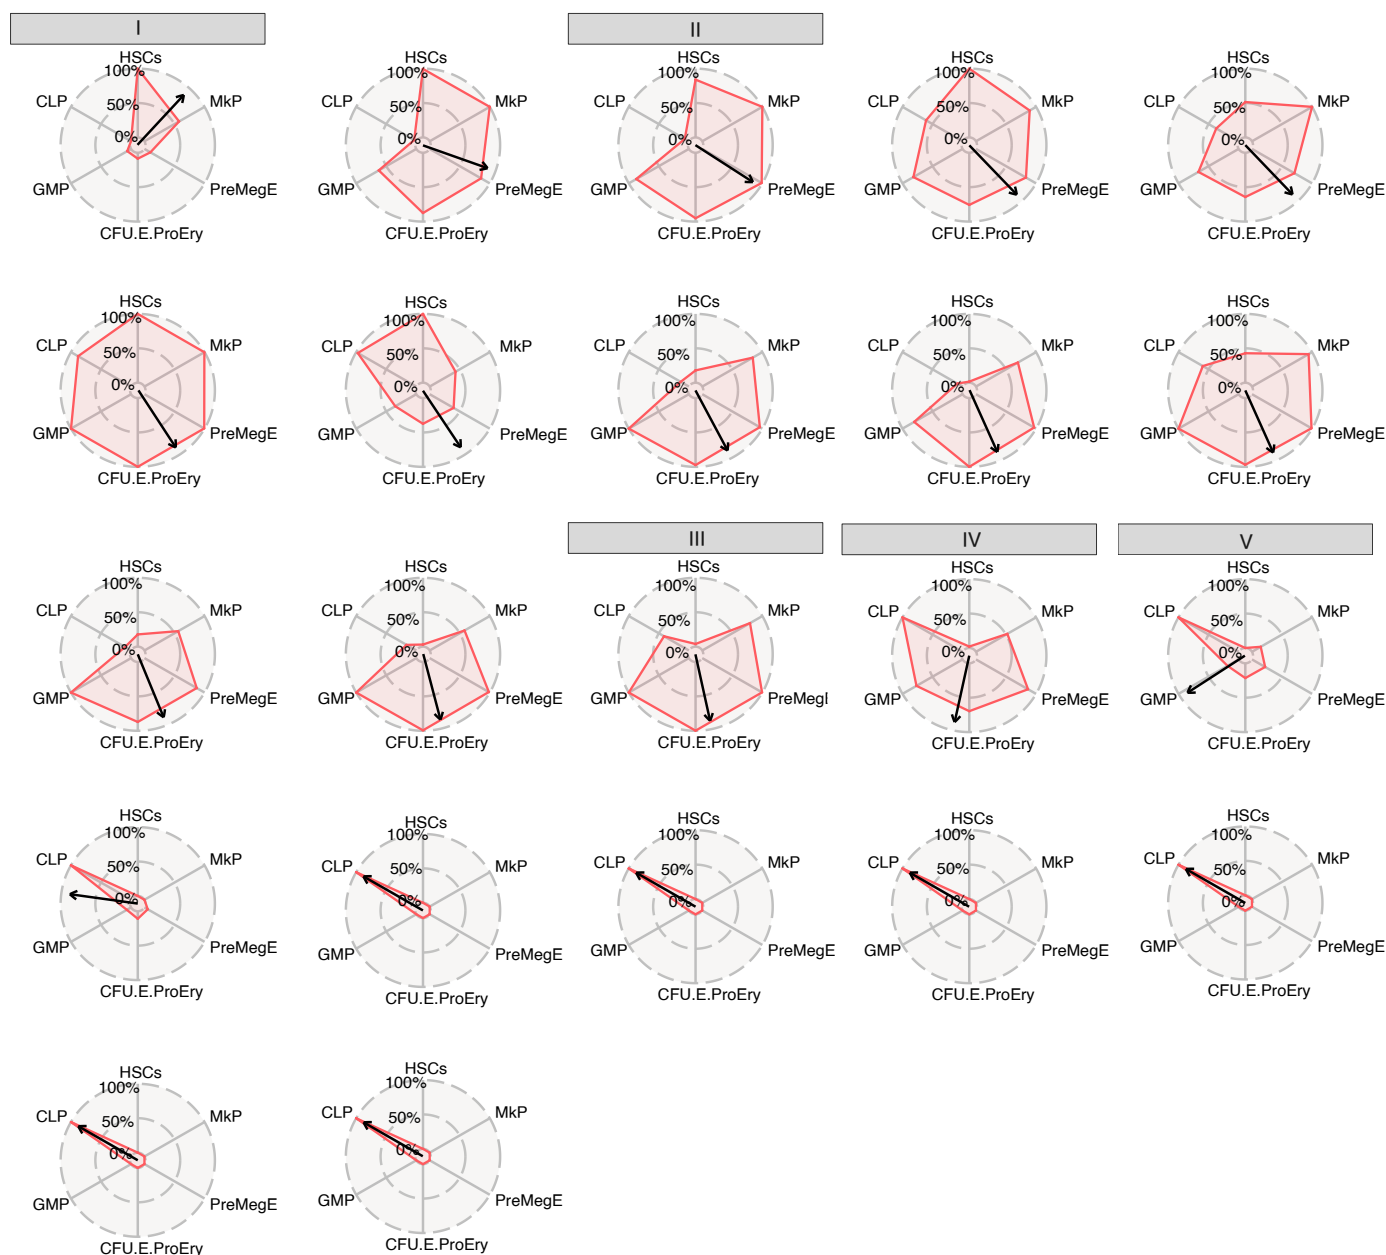 I
II
HSCs
100%
50%
0%
CLP
MkP
GMP
PreMegE
CFU.E.ProEry
HSCs
100%
50%
0%
CLP
MkP
GMP
PreMegE
CFU.E.ProEry
HSCs
100%
50%
0%
CLP
MkP
GMP
PreMegE
CFU.E.ProEry
HSCs
100%
50%
0%
CLP
MkP
GMP
PreMegE
CFU.E.ProEry
HSCs
100%
50%
0%
CLP
MkP
GMP
PreMegE
CFU.E.ProEry
HSCs
100%
50%
0%
CLP
MkP
GMP
PreMegE
CFU.E.ProEry
HSCs
100%
50%
0%
CLP
MkP
GMP
PreMegE
CFU.E.ProEry
HSCs
100%
50%
0%
CLP
MkP
GMP
PreMegE
CFU.E.ProEry
HSCs
100%
50%
0%
CLP
MkP
GMP
PreMegE
CFU.E.ProEry
HSCs
100%
50%
0%
CLP
MkP
GMP
PreMegE
CFU.E.ProEry
III
IV
V
HSCs
100%
50%
0%
CLP
MkP
GMP
PreMegE
CFU.E.ProEry
HSCs
100%
50%
0%
CLP
MkP
GMP
PreMegE
CFU.E.ProEry
HSCs
100%
50%
0%
CLP
MkP
GMP
PreMegI
CFU.E.ProEry
HSCs
100%
50%
0%
CLP
MkP
GMP
PreMegE
CFU.E.ProEry
HSCs
100%
50%
0%
CLP
MkP
GMP
PreMegE
CFU.E.ProEry
HSCs
100%
50%
0%
CLP
MkP
GMP
PreMegE
CFU.E.ProEry
HSCs
100%
50%
0%
CLP
MkP
GMP
PreMegE
CFU.E.ProEry
HSCs
100%
50%
0%
CLP
MkP
GMP
PreMegE
CFU.E.ProEry
HSCs
100%
50%
0%
CLP
MkP
GMP
PreMegE
CFU.E.ProEry
HSCs
100%
50%
0%
CLP
MkP
GMP
PreMegE
CFU.E.ProEry
HSCs
100%
50%
0%
CLP
MkP
GMP
PreMegE
CFU.E.ProEry
HSCs
100%
50%
0%
CLP
MkP
GMP
PreMegE
CFU.E.ProEry